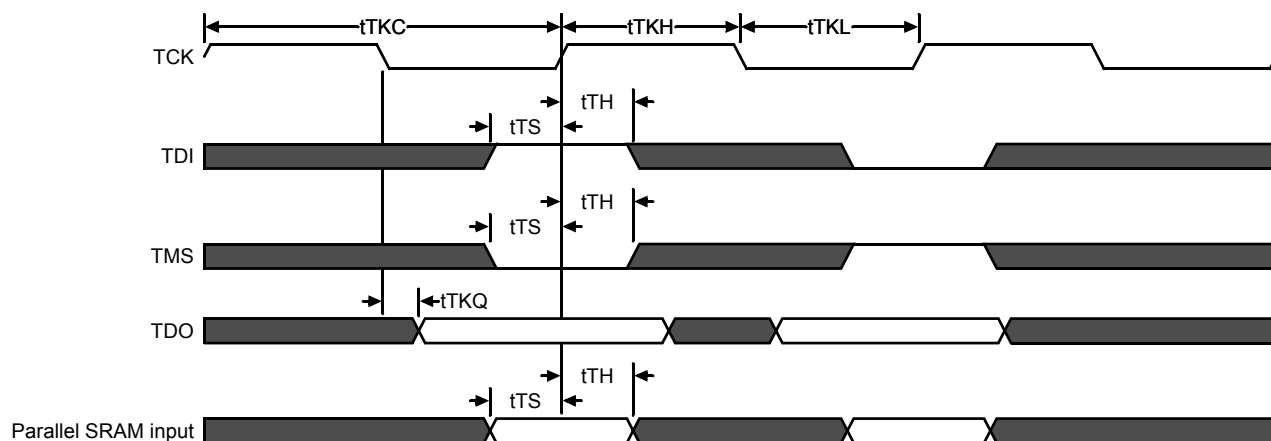 tTKC tTKH tTKL
TCK
tTH
tTS
TDI
tTH
tTS
TMS
tTKQ
TDO
tTH
tTS
Parallel SRAM input